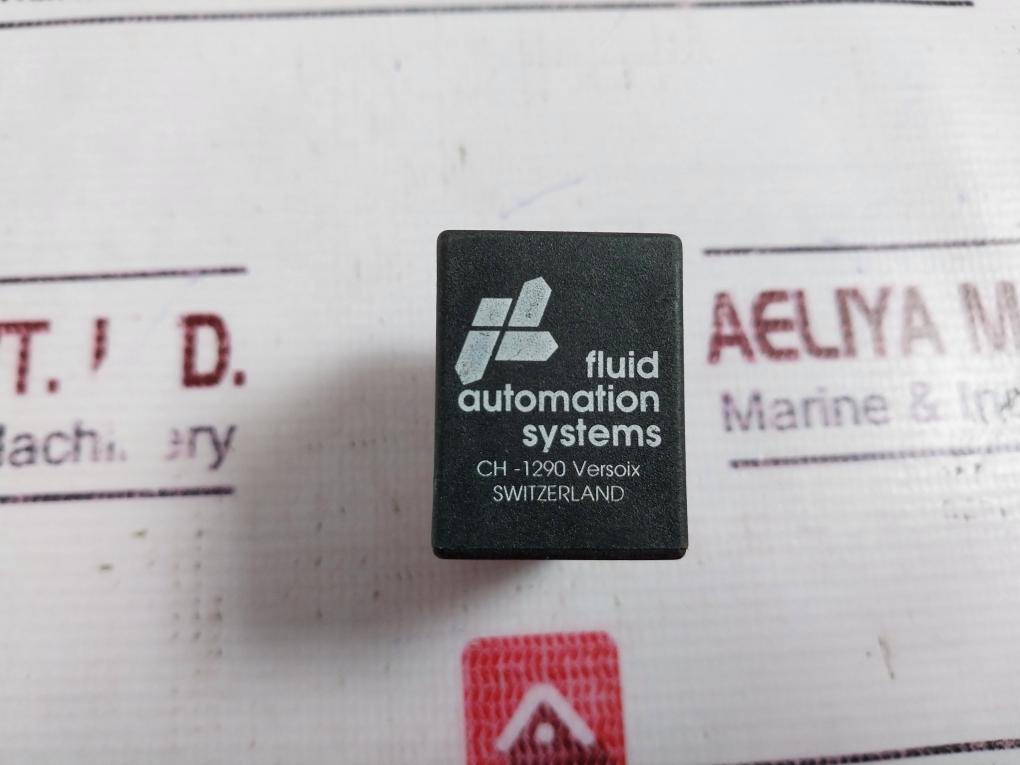 fluid
automation
systems
CH -1290 Versoix
SWITZERLAND
AELIYA M
Marine &